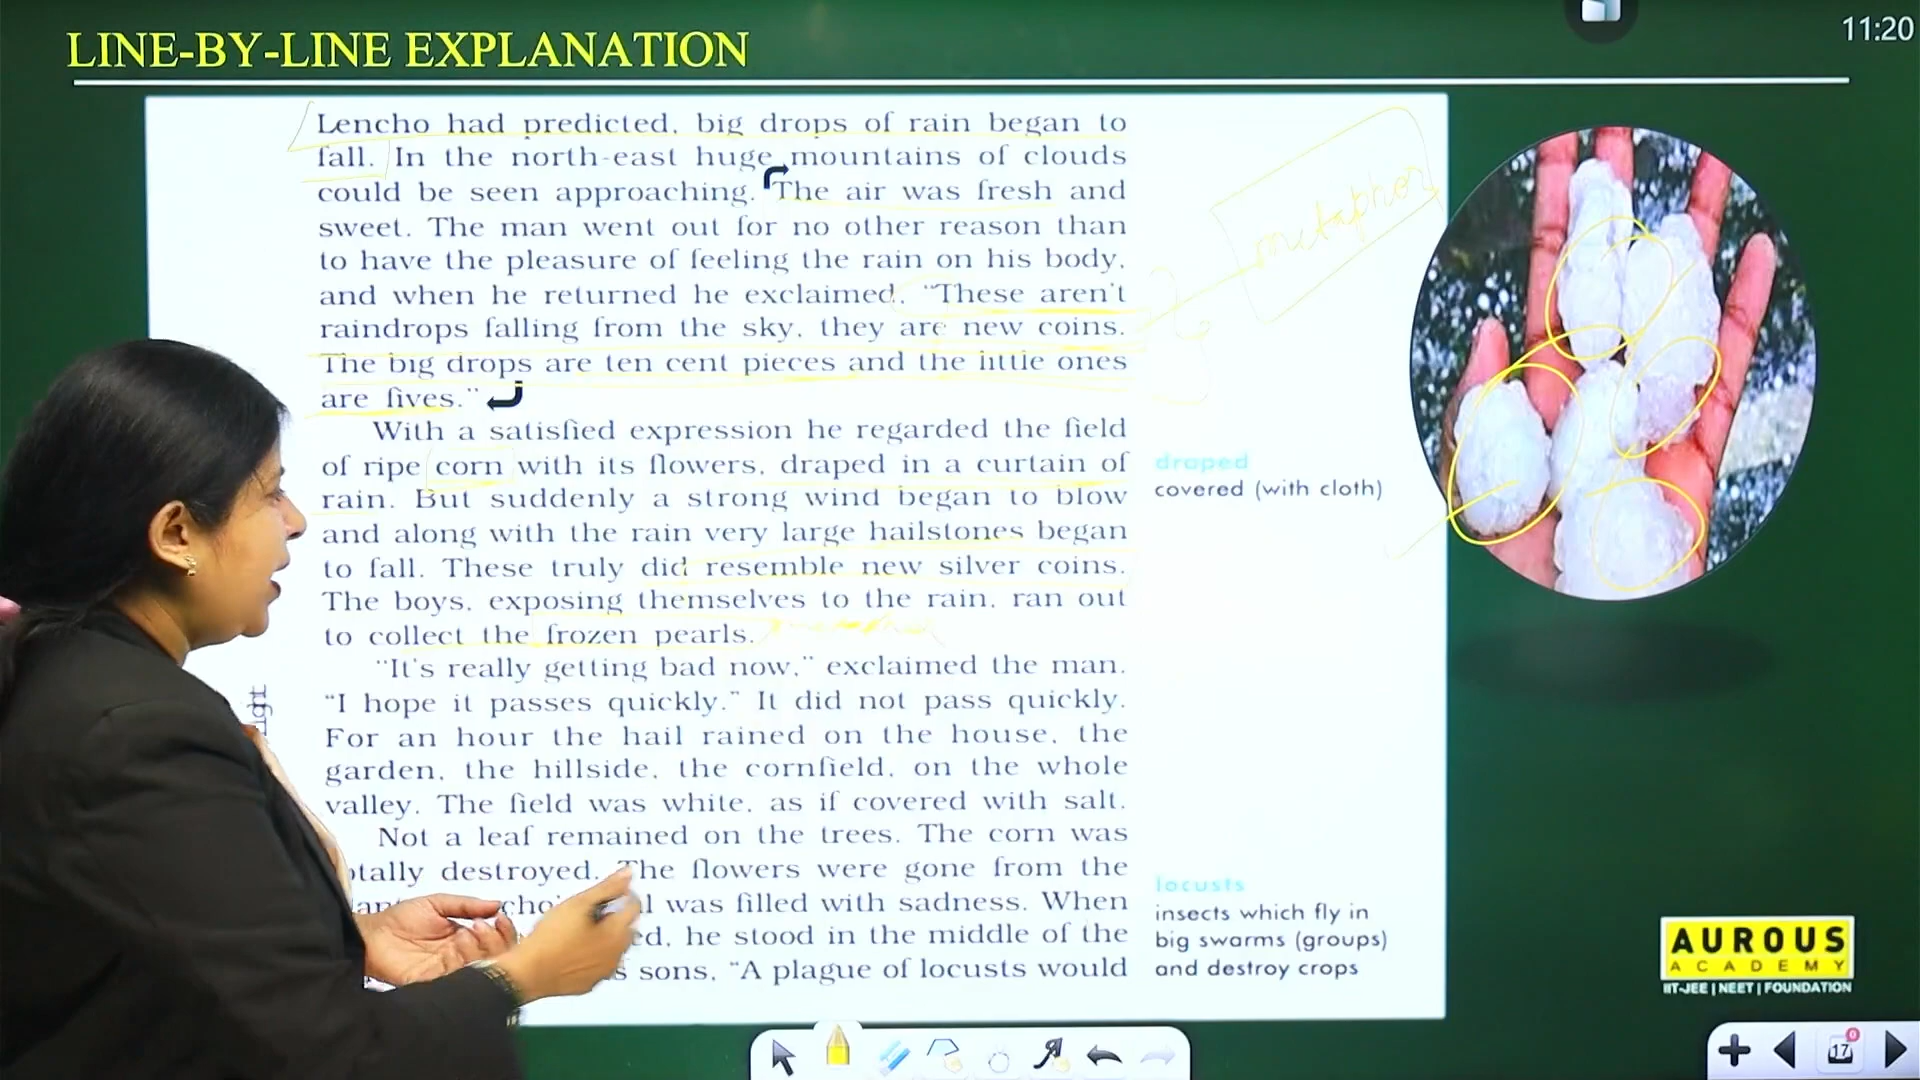 11:20
LINE-BY-LINE EXPLANATION
Lencho had predicted, big drops of rain began to
fall. In the north-east huge mountains of clouds
could be seen approaching. The air was fresh and
sweet. The man went out for no other reason than
to have the pleasure of feeling the rain on his body,
and when he returned he exclaimed, “These aren't
raindrops falling from the sky, they are new coins.
The big drops are ten cent pieces and the little ones
are fives.”
metaphor
With a satisfied expression he regarded the field
of ripe corn with its flowers, draped in a curtain of
rain. But suddenly a strong wind began to blow
and along with the rain very large hailstones began
to fall. These truly did resemble new silver coins.
The boys, exposing themselves to the rain, ran out
to collect the frozen pearls.
“It's really getting bad now,” exclaimed the man.
“I hope it passes quickly.” It did not pass quickly.
For an hour the hail rained on the house, the
garden, the hillside, the cornfield, on the whole
valley. The field was white, as if covered with salt.
Not a leaf remained on the trees. The corn was
destroyed. The flowers were gone from the
was filled with sadness. When
he stood in the middle of the
sons, “A plague of locusts would
draped
covered (with cloth)
locusts
insects which fly in
big swarms (groups)
and destroy crops
AUROUS
ACADEMY
IIT-JEE | NEET | FOUNDATION
17
0